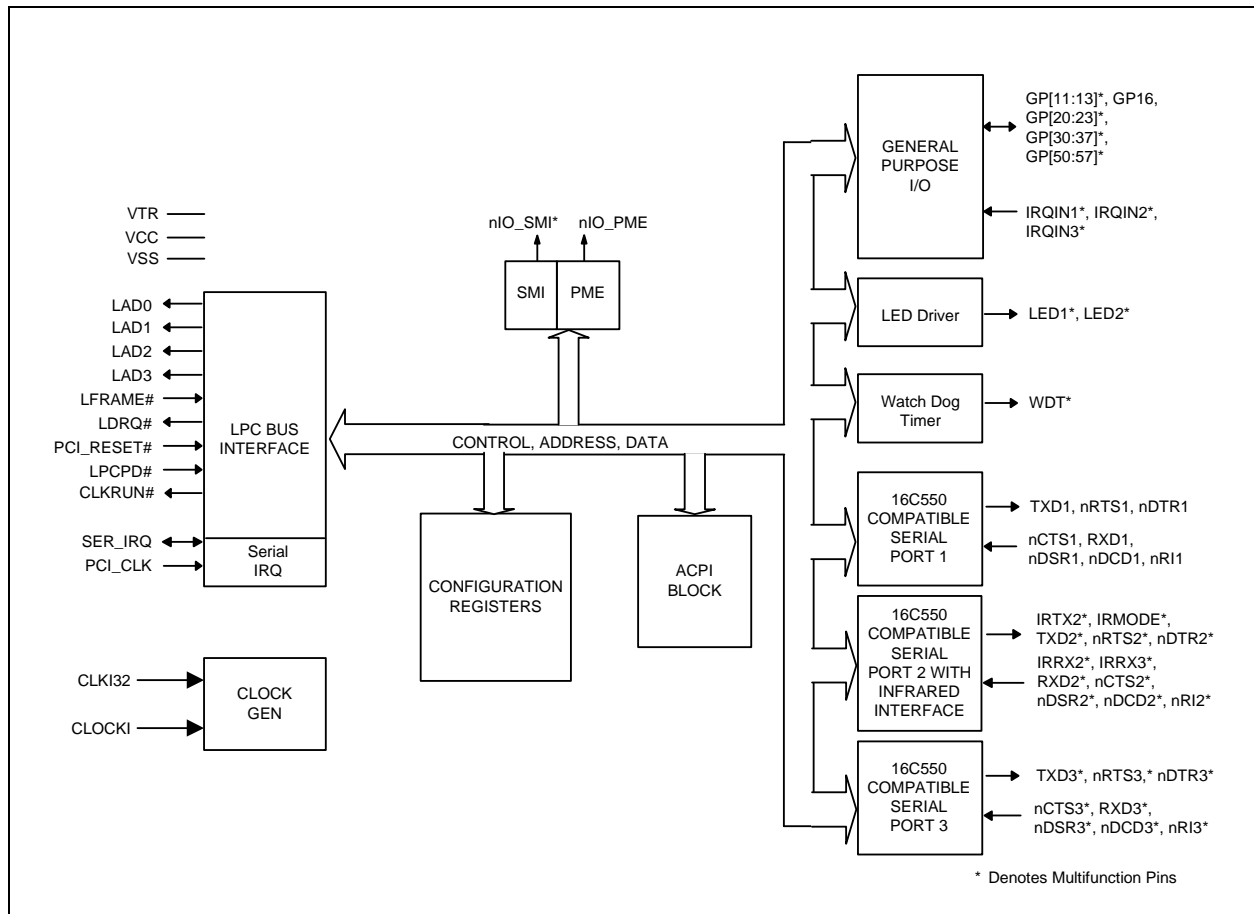 VTR
VCC
VSS
LAD0
LAD1
LAD2
LAD3
LFRAME#
LDRQ#
PCI_RESET#
LPCPD#
CLKRUN#
SER_IRQ
PCI_CLK
LPC BUS
INTERFACE
Serial
IRQ
CLKI32
CLOCKI
CLOCK
GEN
nIO_SMI*
nIO_PME
SMI
PME
CONTROL, ADDRESS, DATA
CONFIGURATION
REGISTERS
ACPI
BLOCK
GENERAL
PURPOSE
I/O
GP[11:13]*, GP16,
GP[20:23]*,
GP[30:37]*,
GP[50:57]*
IRQIN1*, IRQIN2*,
IRQIN3*
LED Driver
LED1*, LED2*
Watch Dog
Timer
WDT*
16C550
COMPATIBLE
SERIAL
PORT 1
TXD1, nRTS1, nDTR1
nCTS1, RXD1,
nDSR1, nDCD1, nRI1
16C550
COMPATIBLE
SERIAL
PORT 2 WITH
INFRARED
INTERFACE
IRTX2*, IRMODE*,
TXD2*, nRTS2*, nDTR2*
IRRX2*, IRRX3*,
RXD2*, nCTS2*,
nDSR2*, nDCD2*, nRI2*
16C550
COMPATIBLE
SERIAL
PORT 3
TXD3*, nRTS3,* nDTR3*
nCTS3*, RXD3*,
nDSR3*, nDCD3*, nRI3*
* Denotes Multifunction Pins